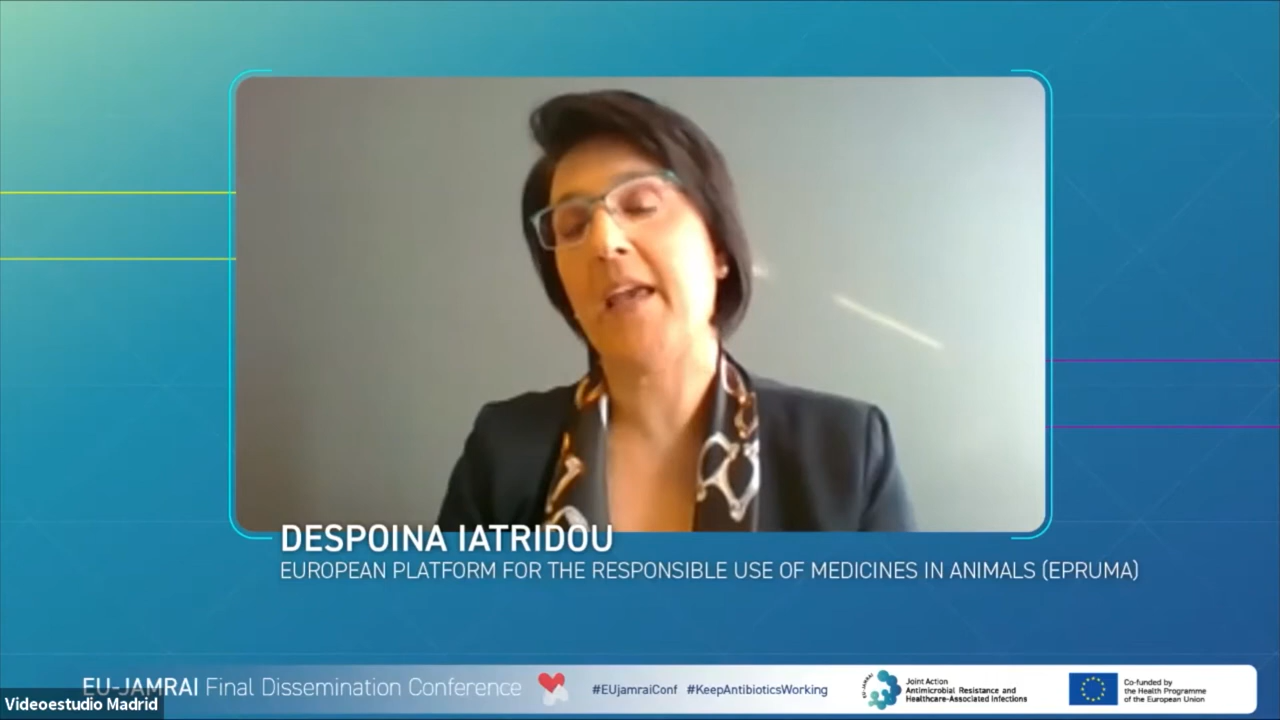 DESPOINA IATRIDOU
EUROPEAN PLATFORM FOR THE RESPONSIBLE USE OF MEDICINES IN ANIMALS (EPRUMA)
EU-JAMRAI Final Dissemination Conference
#EUjamraiConf #KeepAntibioticsWorking
EU-JAMRAI
Joint Action
Antimicrobial Resistance and
Healthcare-Associated Infections
Co-funded by
the Health Programme
of the European Union
Videoestudio Madrid